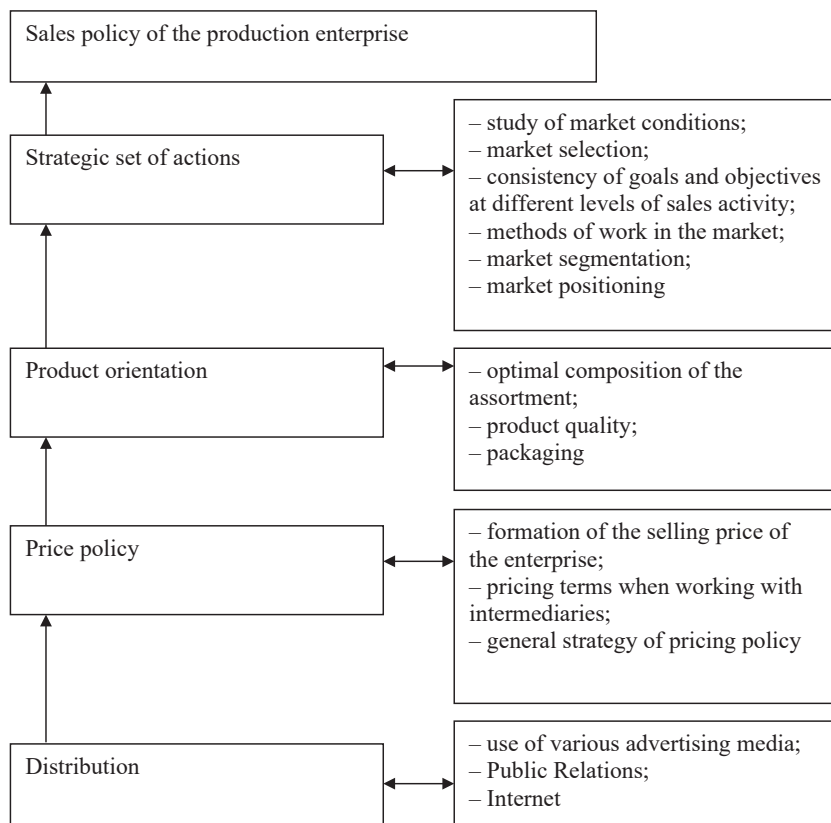 Sales policy of the production enterprise
Strategic set of actions
– study of market conditions;
– market selection;
– consistency of goals and objectives
at different levels of sales activity;
– methods of work in the market;
– market segmentation;
– market positioning
Product orientation
– optimal composition of the
assortment;
– product quality;
– packaging
Price policy
– formation of the selling price of
the enterprise;
– pricing terms when working with
intermediaries;
– general strategy of pricing policy
Distribution
– use of various advertising media;
– Public Relations;
– Internet